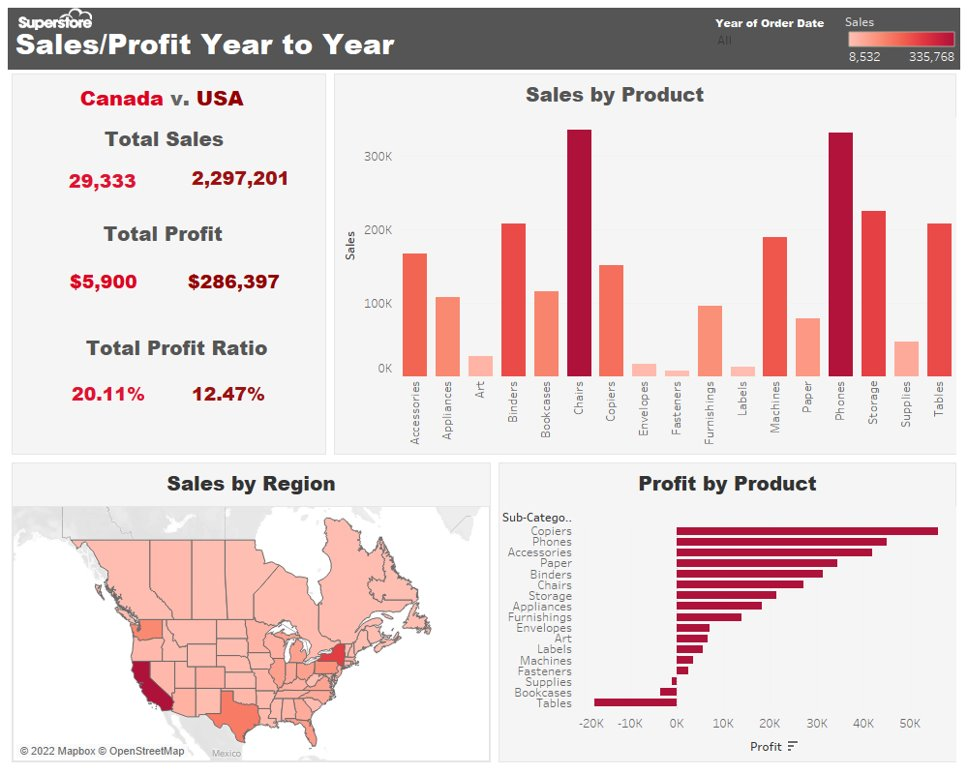 Superstore
Sales/Profit Year to Year
Year of Order Date
All
Sales
8,532 335,768
Canada v. USA
Total Sales
29,333 2,297,201
Total Profit
$5,900 $286,397
Total Profit Ratio
20.11% 12.47%
Sales by Product
Sales
300K
200K
100K
0K
Accessories
Appliances
Art
Binders
Bookcases
Chairs
Copiers
Envelopes
Fasteners
Furnishings
Labels
Machines
Paper
Phones
Storage
Supplies
Tables
Sales by Region
© 2022 Mapbox © OpenStreetMap
Mexico
Profit by Product
Sub-Catego..
Copiers
Phones
Accessories
Paper
Binders
Chairs
Storage
Appliances
Furnishings
Envelopes
Art
Labels
Machines
Fasteners
Supplies
Bookcases
Tables
-20K -10K 0K 10K 20K 30K 40K 50K
Profit